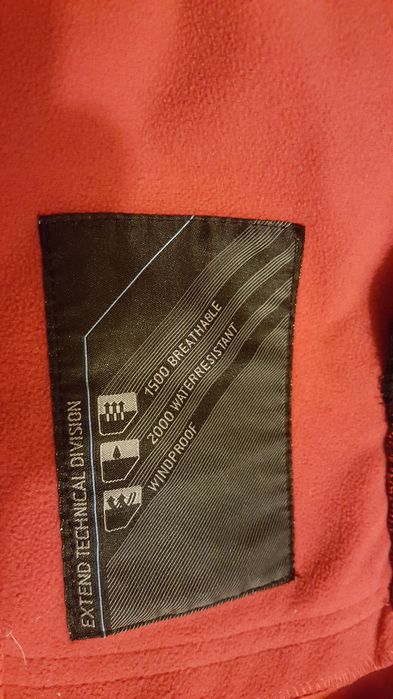 EXTEND TECHNICAL DIVISION
1500 BREATHABLE
2000 WATERRESISTANT
WINDPROOF